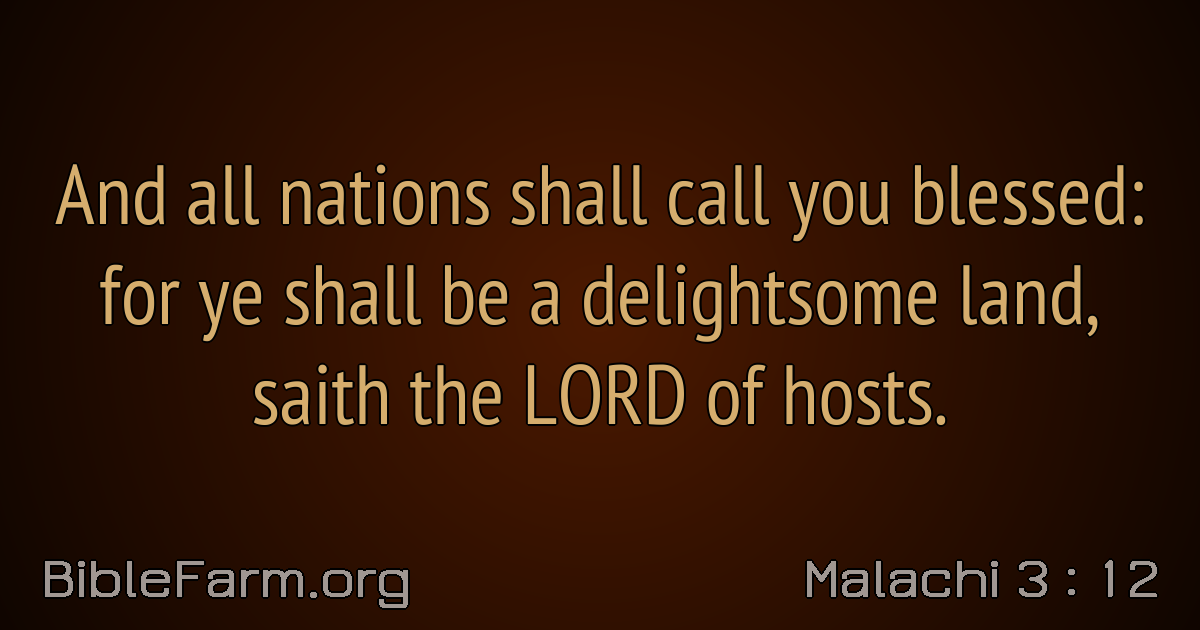 And all nations shall call you blessed:
for ye shall be a delightsome land,
saith the LORD of hosts.
BibleFarm.org
Malachi 3 : 12